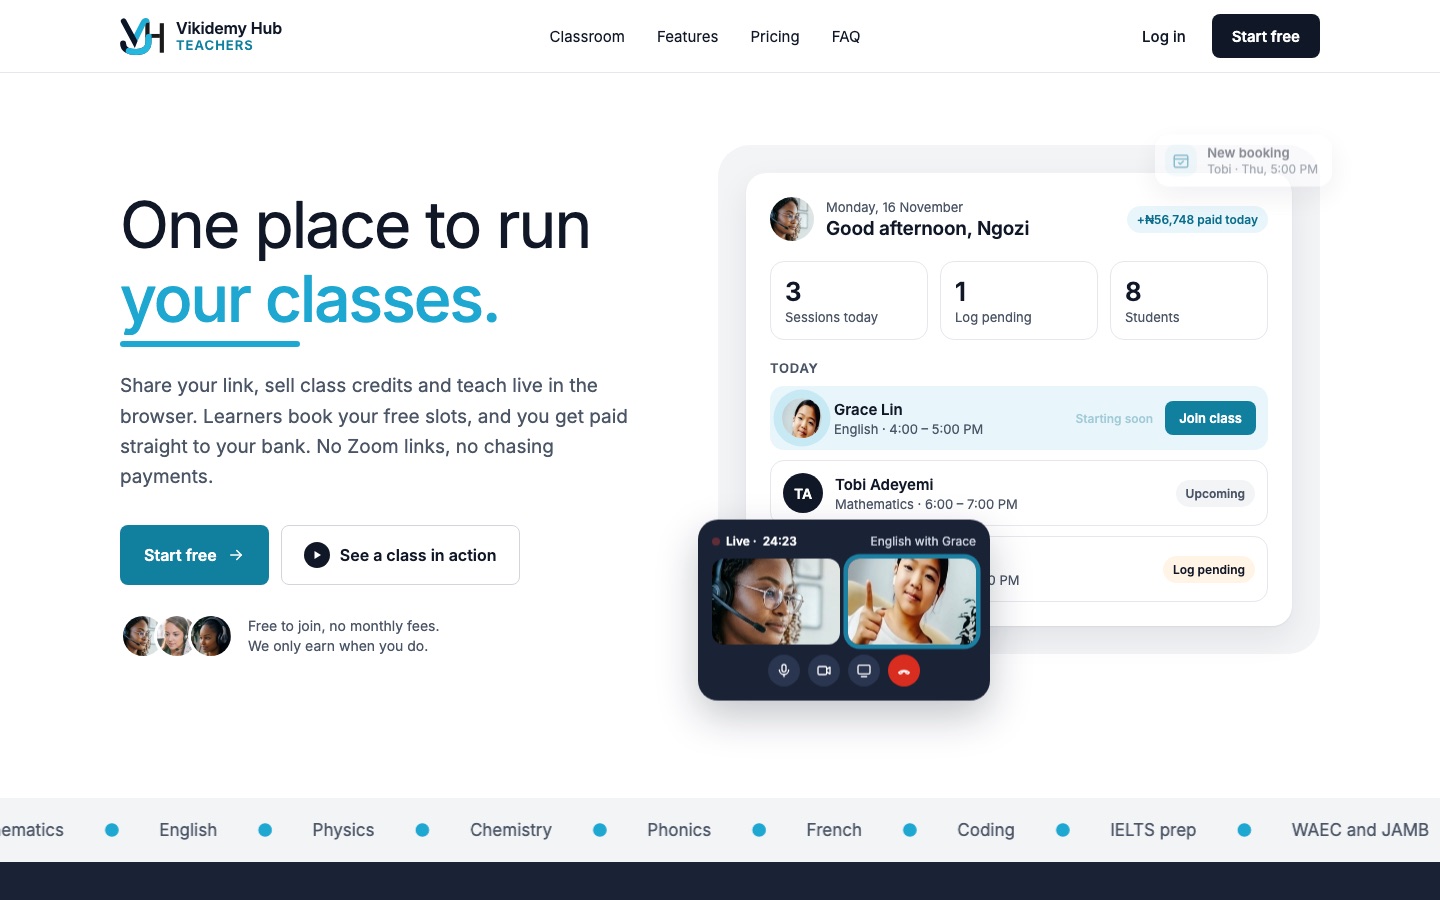 Vikidemy Hub
TEACHERS
Classroom
Features
Pricing
FAQ
Log in
Start free
One place to run
your classes.
Share your link, sell class credits and teach live in the
browser. Learners book your free slots, and you get paid
straight to your bank. No Zoom links, no chasing
payments.
Start free
See a class in action
Free to join, no monthly fees.
We only earn when you do.
New booking
Tobi · Thu, 5:00 PM
Monday, 16 November
Good afternoon, Ngozi
+₦56,748 paid today
3
Sessions today
1
Log pending
8
Students
TODAY
Grace Lin
English · 4:00 – 5:00 PM
Starting soon
Join class
TA
Tobi Adeyemi
Mathematics · 6:00 – 7:00 PM
Upcoming
PM
Log pending
Live · 24:23
English with Grace
English
Physics
Chemistry
Phonics
French
Coding
IELTS prep
WAEC and JAMB